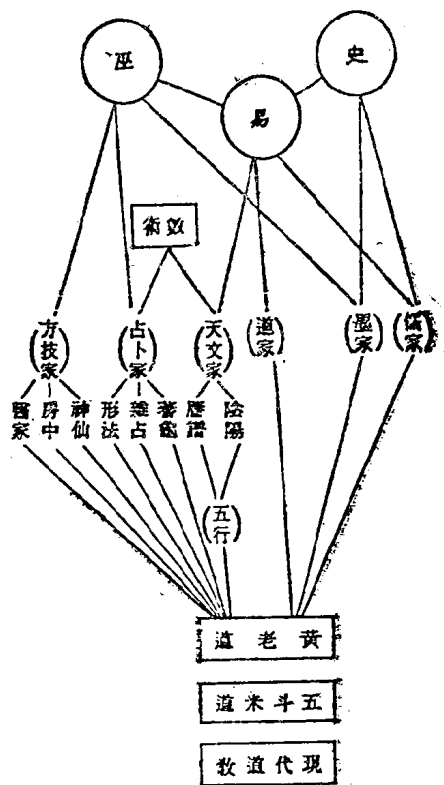 史
易
巫
數術
(儒家)
(墨家)
(道家)
(天文家)
(占卜家)
(方技家)
陰陽
曆譜
蓍龜
雜占
形法
神仙
房中
醫家
(五行)
黃老道
五斗米道
現代道教